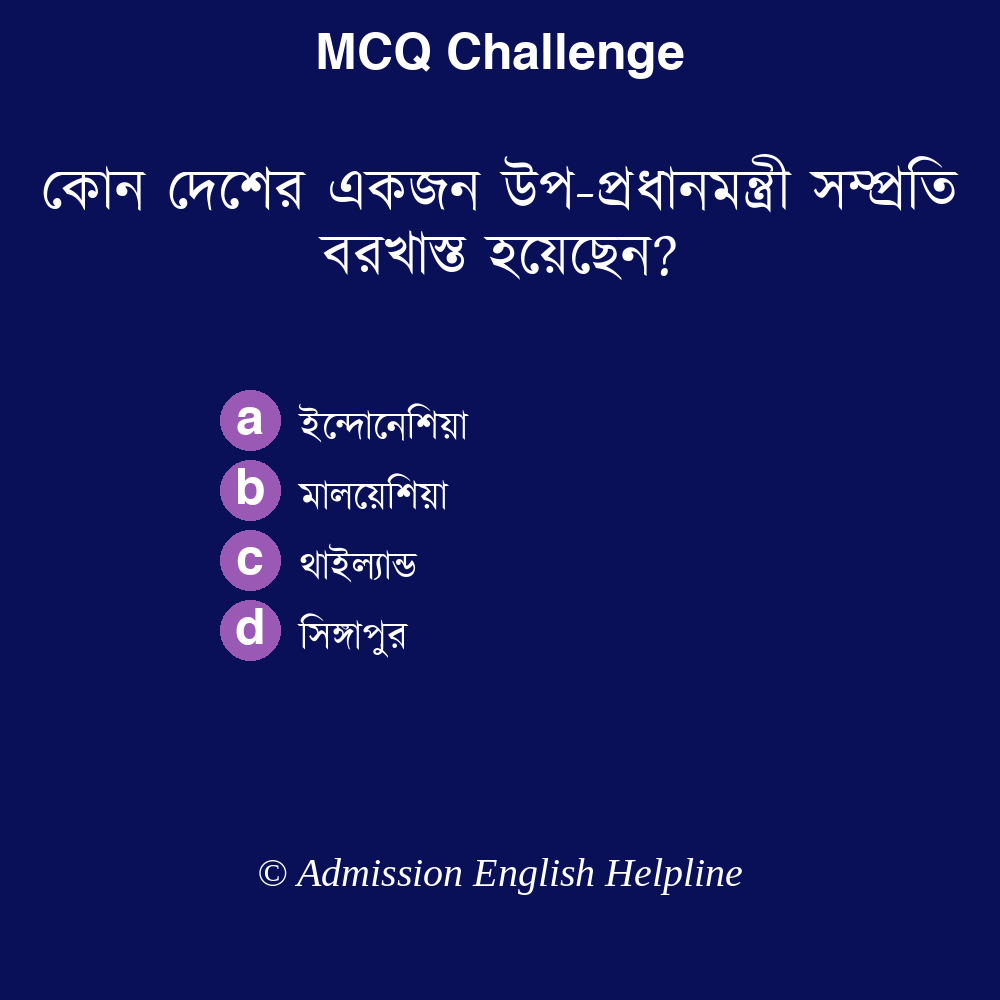 MCQ Challenge
কোন দেশের একজন উপ-প্রধানমন্ত্রী সম্প্রতি
বরখাস্ত হয়েছেন?
a ইন্দোনেশিয়া
b মালয়েশিয়া
c থাইল্যান্ড
d সিঙ্গাপুর
© Admission English Helpline